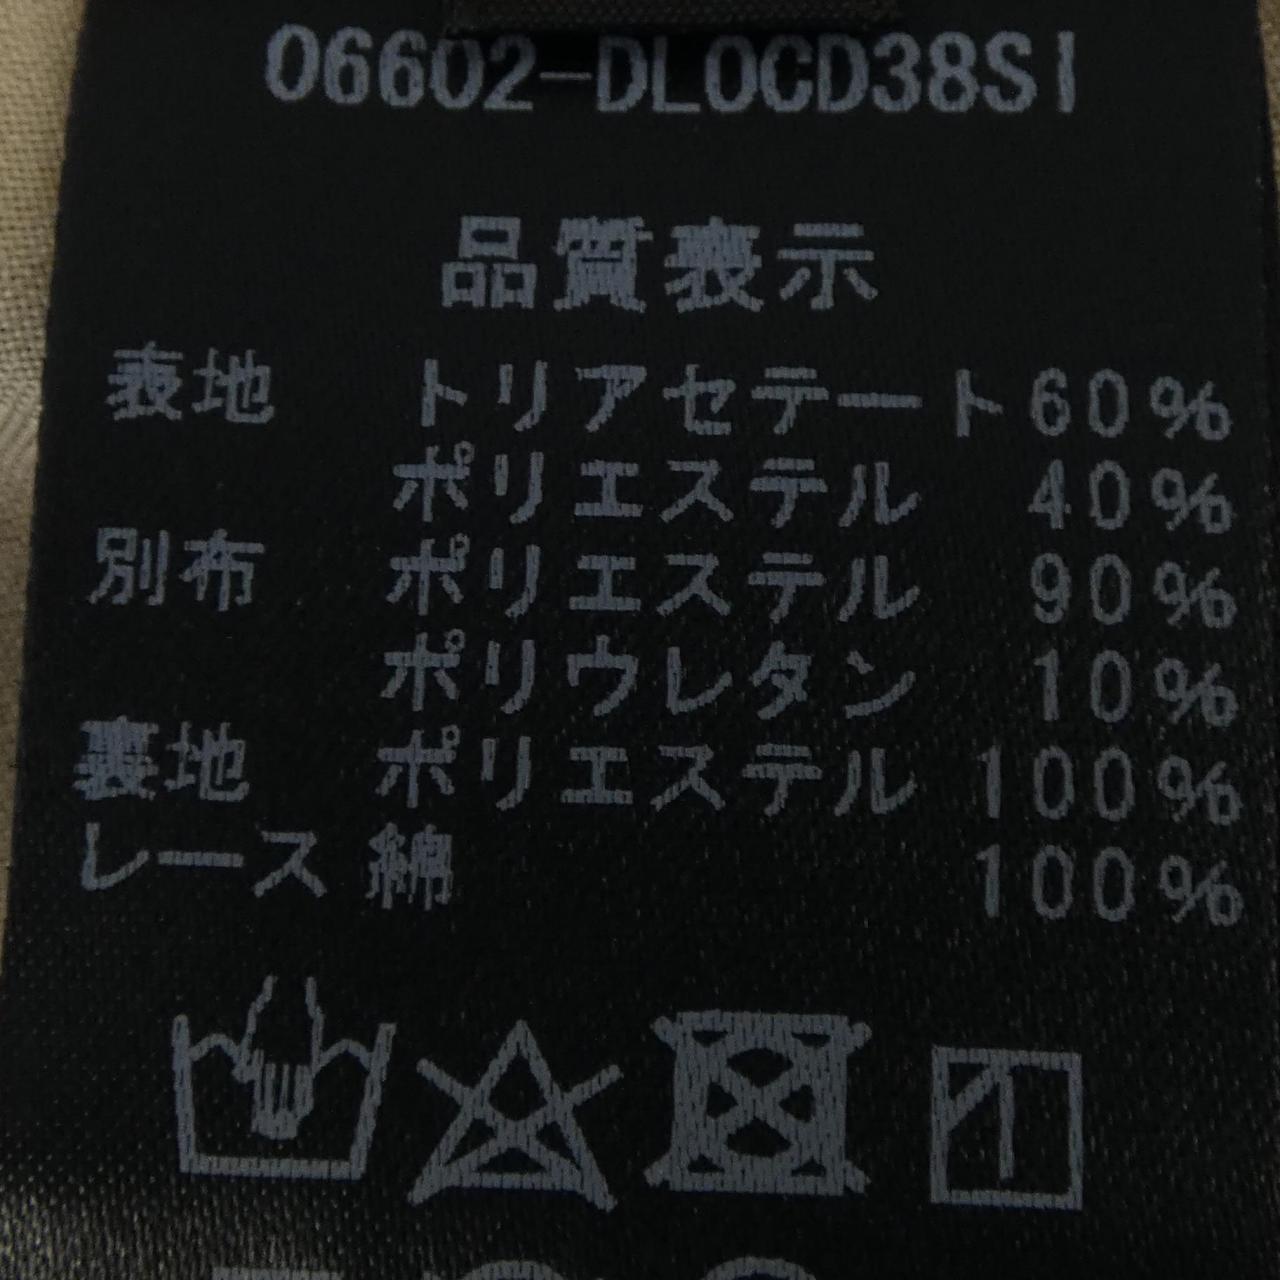 06602-DLOCD38SI
品質表示
表地 トリアセテート 60%
ポリエステル 40%
別布 ポリエステル 90%
ポリウレタン 10%
裏地 ポリエステル 100%
レース 綿 100%